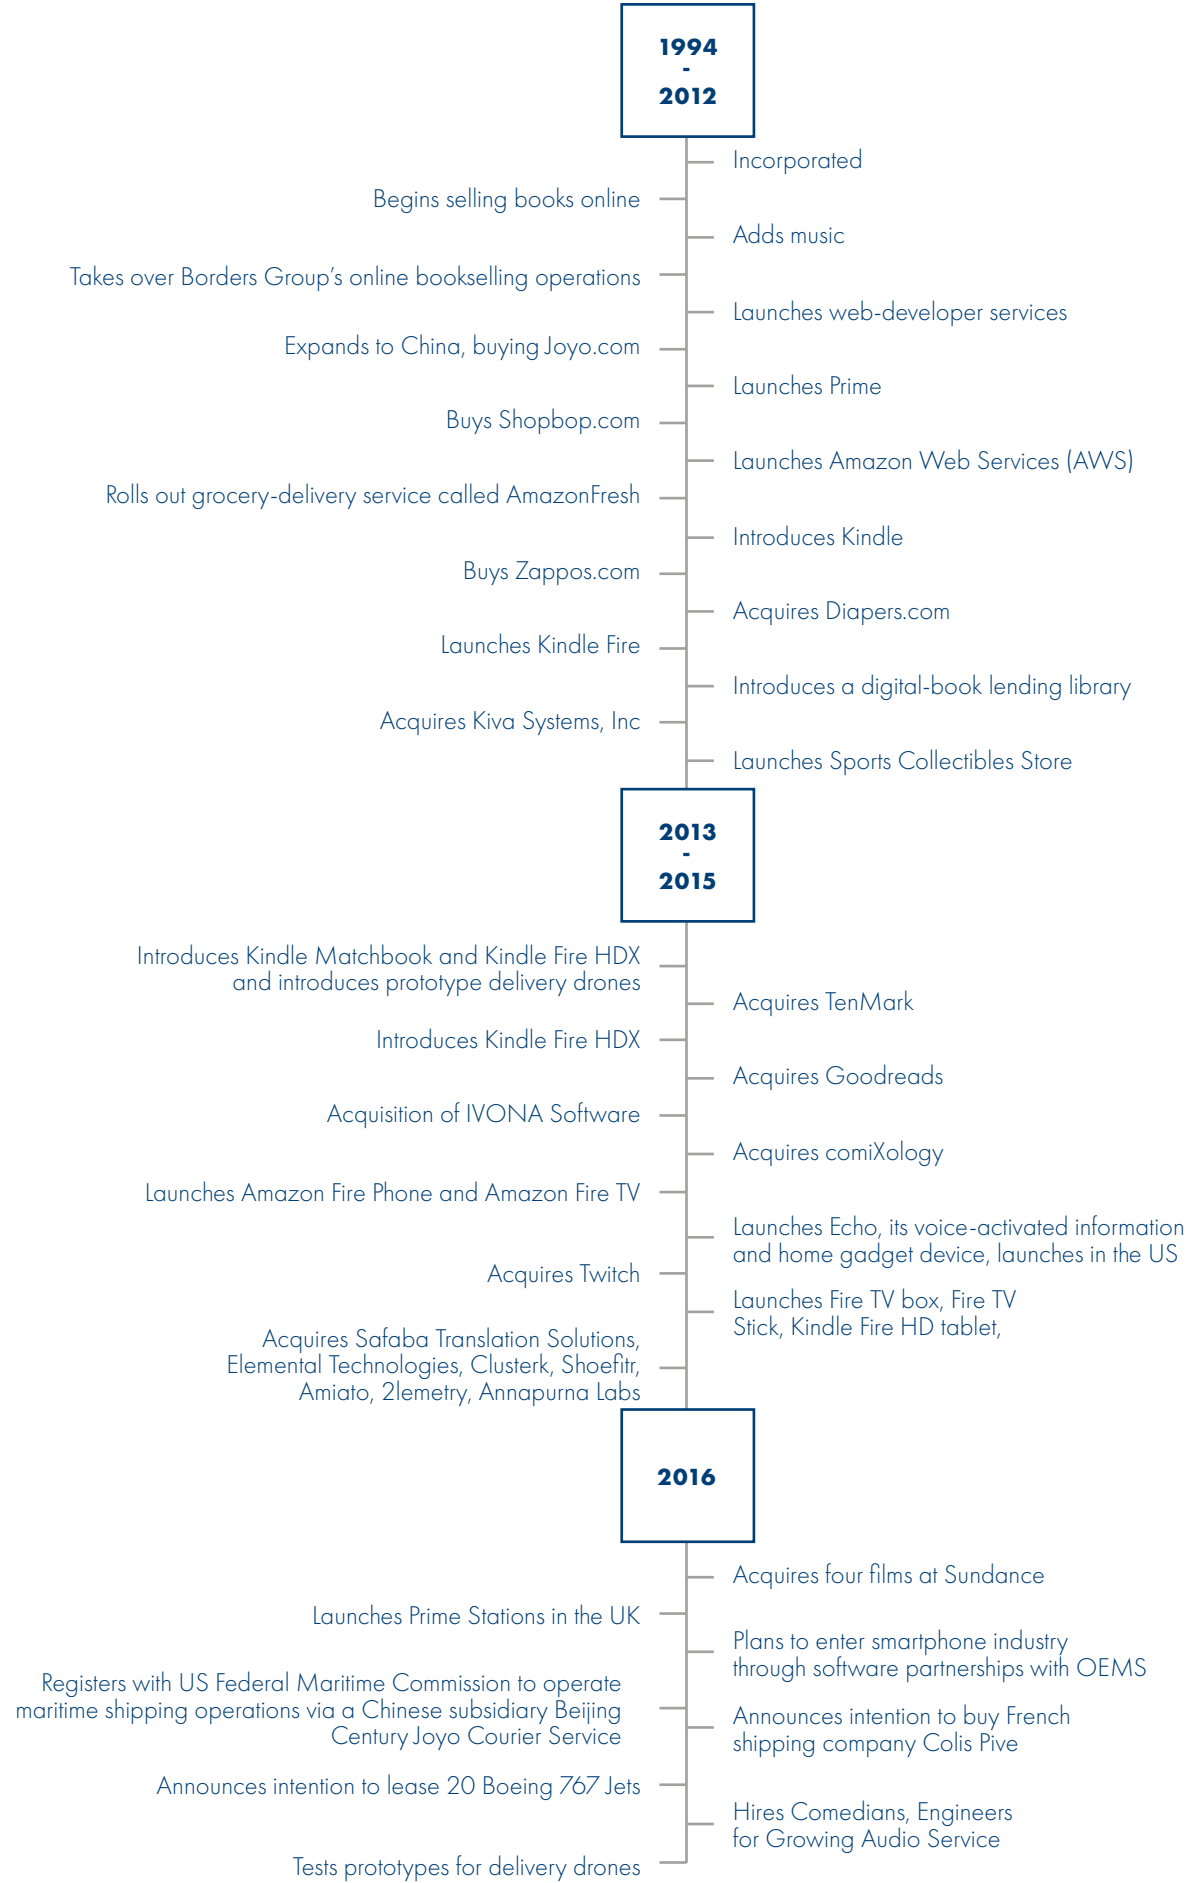 1994
-
2012
Incorporated
Begins selling books online
Adds music
Takes over Borders Group's online bookselling operations
Launches web-developer services
Expands to China, buying Joyo.com
Launches Prime
Buys Shopbop.com
Launches Amazon Web Services (AWS)
Rolls out grocery-delivery service called AmazonFresh
Introduces Kindle
Buys Zappos.com
Acquires Diapers.com
Launches Kindle Fire
Introduces a digital-book lending library
Acquires Kiva Systems, Inc
Launches Sports Collectibles Store
2013
-
2015
Introduces Kindle Matchbook and Kindle Fire HDX
and introduces prototype delivery drones
Acquires TenMark
Introduces Kindle Fire HDX
Acquires Goodreads
Acquisition of IVONA Software
Acquires comiXology
Launches Amazon Fire Phone and Amazon Fire TV
Launches Echo, its voice-activated information
and home gadget device, launches in the US
Acquires Twitch
Launches Fire TV box, Fire TV
Stick, Kindle Fire HD tablet,
Acquires Safaba Translation Solutions,
Elemental Technologies, Clusterk, Shoefitr,
Amiato, 2lemetry, Annapurna Labs
2016
Acquires four films at Sundance
Launches Prime Stations in the UK
Plans to enter smartphone industry
through software partnerships with OEMS
Registers with US Federal Maritime Commission to operate
maritime shipping operations via a Chinese subsidiary Beijing
Century Joyo Courier Service
Announces intention to buy French
shipping company Colis Pive
Announces intention to lease 20 Boeing 767 Jets
Hires Comedians, Engineers
for Growing Audio Service
Tests prototypes for delivery drones